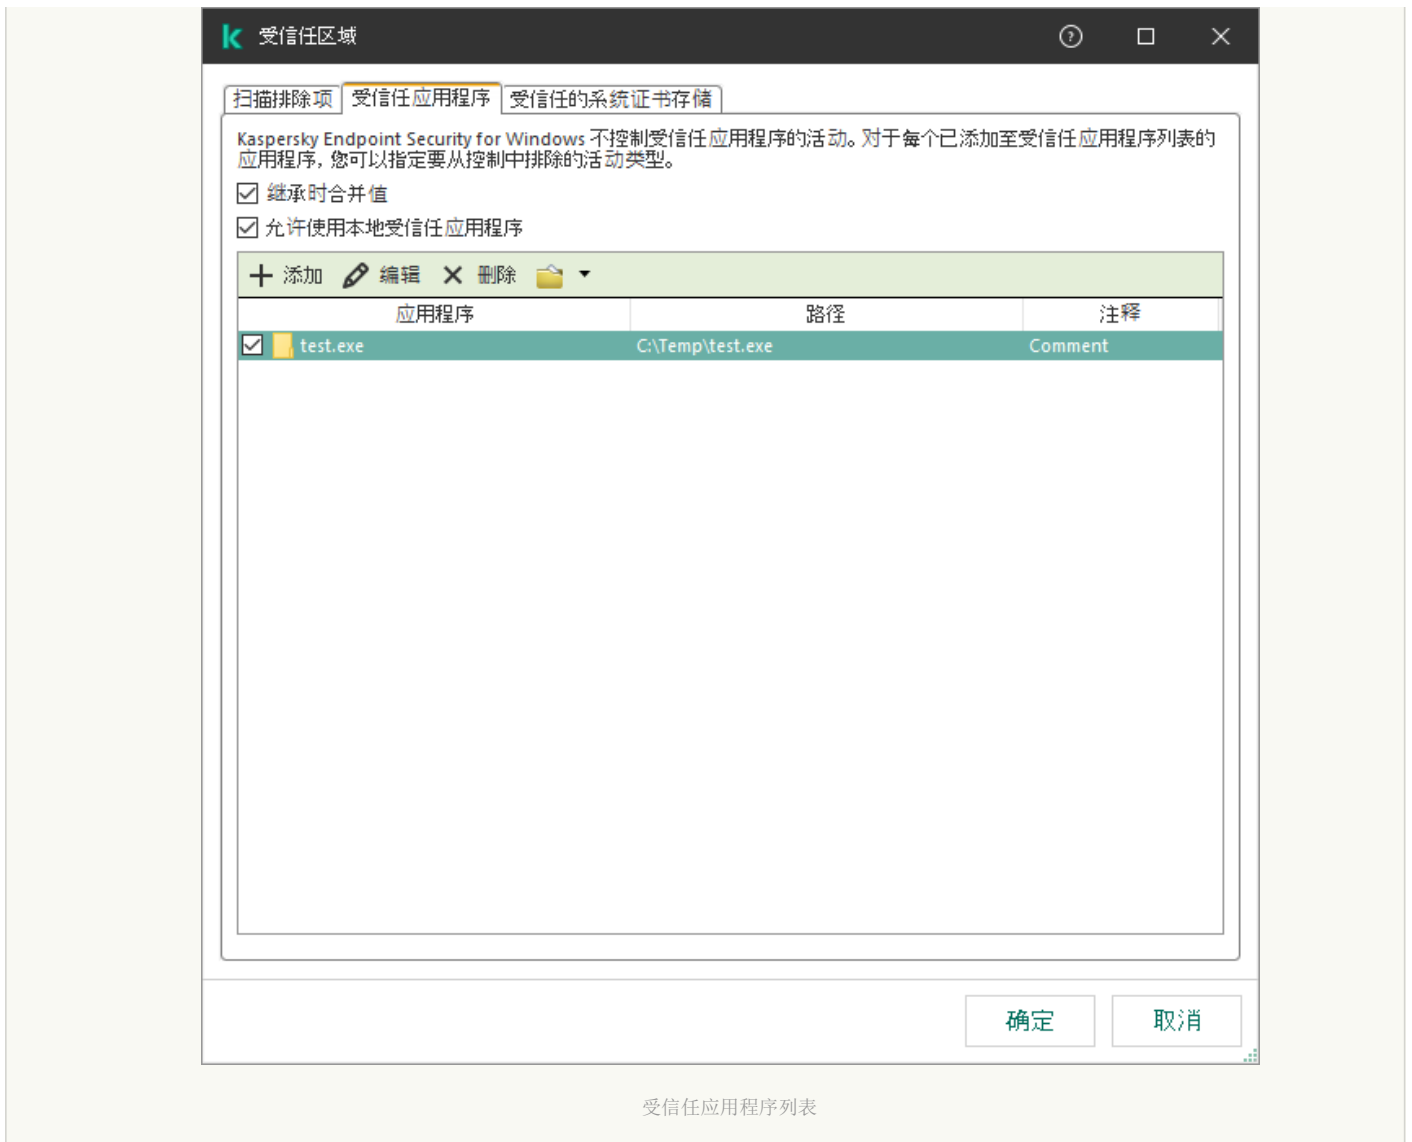 受信任区域
扫描排除项 受信任应用程序 受信任的系统证书存储
Kaspersky Endpoint Security for Windows 不控制受信任应用程序的活动。对于每个已添加至受信任应用程序列表的
应用程序，您可以指定要从控制中排除的活动类型。
继承时合并值
允许使用本地受信任应用程序
添加 编辑 删除
应用程序 路径 注释
test.exe C:\Temp\test.exe Comment
确定 取消
受信任应用程序列表